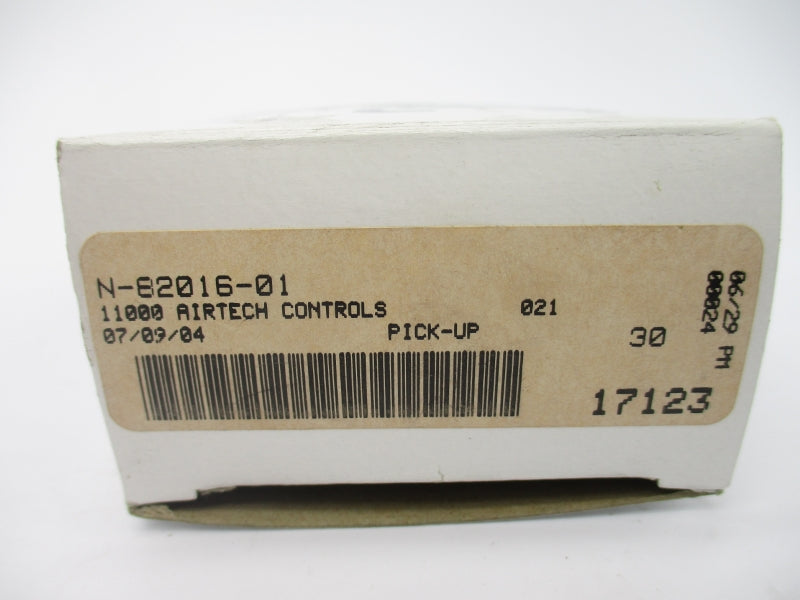 N-82016-01
11000 AIRTECH CONTROLS 021
07/09/04 PICK-UP 30
17123
06/29 PM
00024